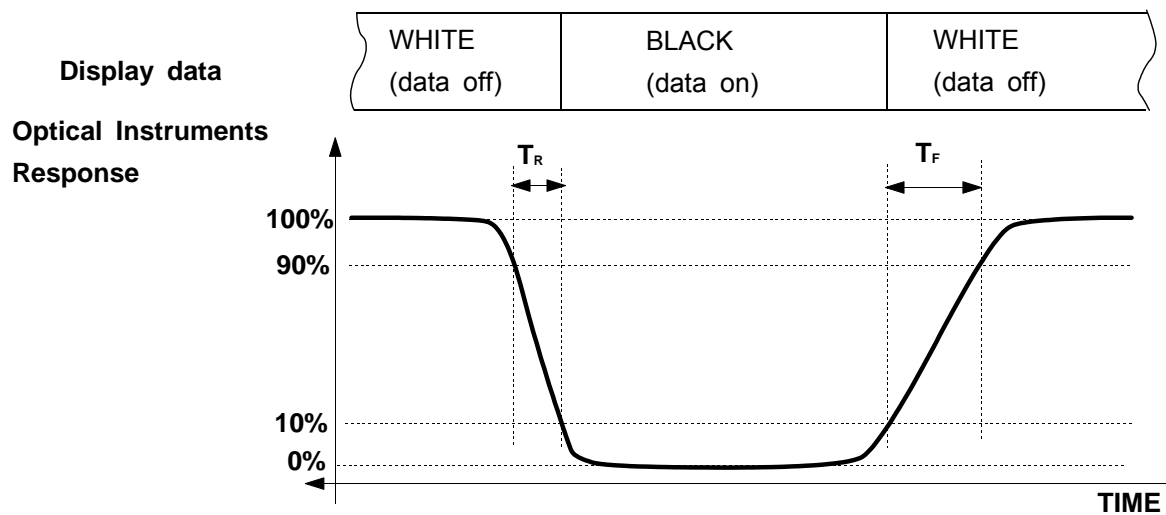 WHITE
(data off)
BLACK
(data on)
WHITE
(data off)
Display data
Optical Instruments
Response
TR
TF
100%
90%
10%
0%
TIME